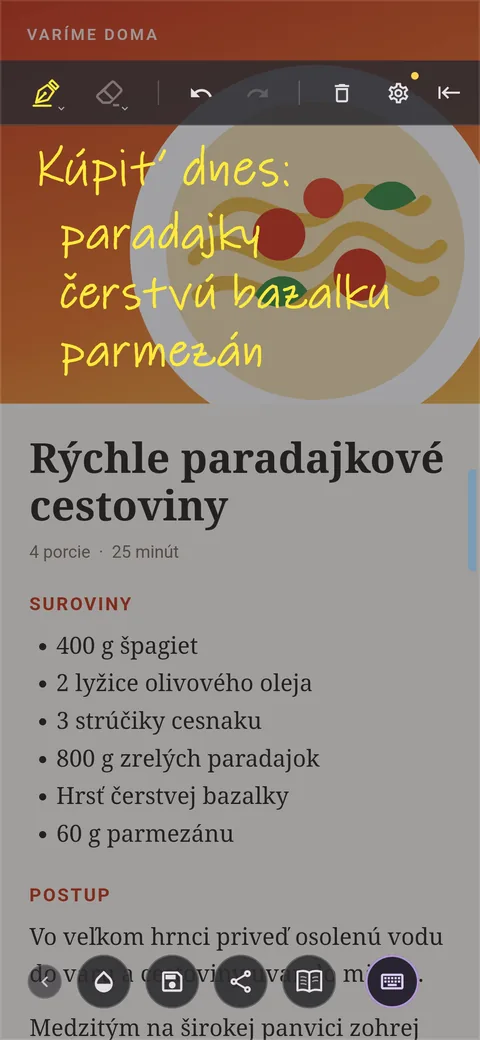 VARÍME DOMA
Kúpiť dnes:
paradajky
čerstvú bazalku
parmezán
Rýchle paradajkové
cestoviny
4 porcie · 25 minút
SUROVINY
• 400 g špagiet
• 2 lyžice olivového oleja
• 3 strúčiky cesnaku
• 800 g zrelých paradajok
• Hrsť čerstvej bazalky
• 60 g parmezánu
POSTUP
Vo veľkom hrnci priveď osolenú vodu
do
Medzitým na širokej panvici zohrej